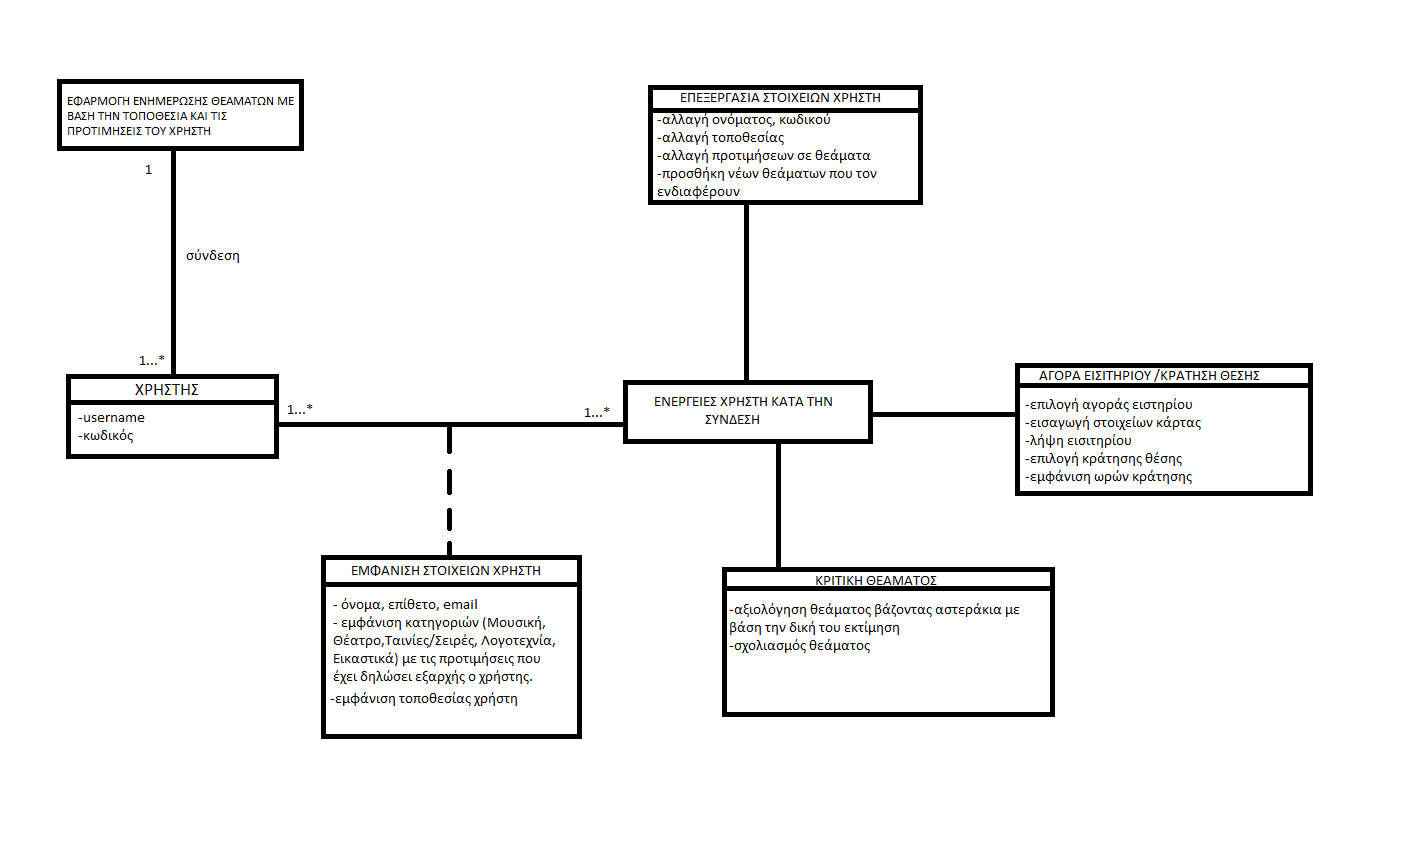 ΕΦΑΡΜΟΓΗ ΕΝΗΜΕΡΩΣΗΣ ΘΕΑΜΑΤΩΝ ΜΕ
ΒΑΣΗ ΤΗΝ ΤΟΠΟΘΕΣΙΑ ΚΑΙ ΤΙΣ
ΠΡΟΤΙΜΗΣΕΙΣ ΤΟΥ ΧΡΗΣΤΗ
1
σύνδεση
1...*
ΧΡΗΣΤΗΣ
-username
-κωδικός
1...*
1...*
ΕΠΕΞΕΡΓΑΣΙΑ ΣΤΟΙΧΕΙΩΝ ΧΡΗΣΤΗ
-αλλαγή ονόματος, κωδικού
-αλλαγή τοποθεσίας
-αλλαγή προτιμήσεων σε θεάματα
-προσθήκη νέων θεάματων που τον
ενδιαφέρουν
ΕΝΕΡΓΕΙΕΣ ΧΡΗΣΤΗ ΚΑΤΑ ΤΗΝ
ΣΥΝΔΕΣΗ
ΑΓΟΡΑ ΕΙΣΙΤΗΡΙΟΥ /ΚΡΑΤΗΣΗ ΘΕΣΗΣ
-επιλογή αγοράς ειστηρίου
-εισαγωγή στοιχείων κάρτας
-λήψη εισιτηρίου
-επιλογή κράτησης θέσης
-εμφάνιση ωρών κράτησης
ΕΜΦΑΝΙΣΗ ΣΤΟΙΧΕΙΩΝ ΧΡΗΣΤΗ
- όνομα, επίθετο, email
- εμφάνιση κατηγοριών (Μουσική,
Θέατρο,Ταινίες/Σειρές, Λογοτεχνία,
Εικαστικά) με τις προτιμήσεις που
έχει δηλώσει εξαρχής ο χρήστης.
-εμφάνιση τοποθεσίας χρήστη
ΚΡΙΤΙΚΗ ΘΕΑΜΑΤΟΣ
-αξιολόγηση θεάματος βάζοντας αστεράκια με
βάση την δική του εκτίμηση
-σχολιασμός θεάματος